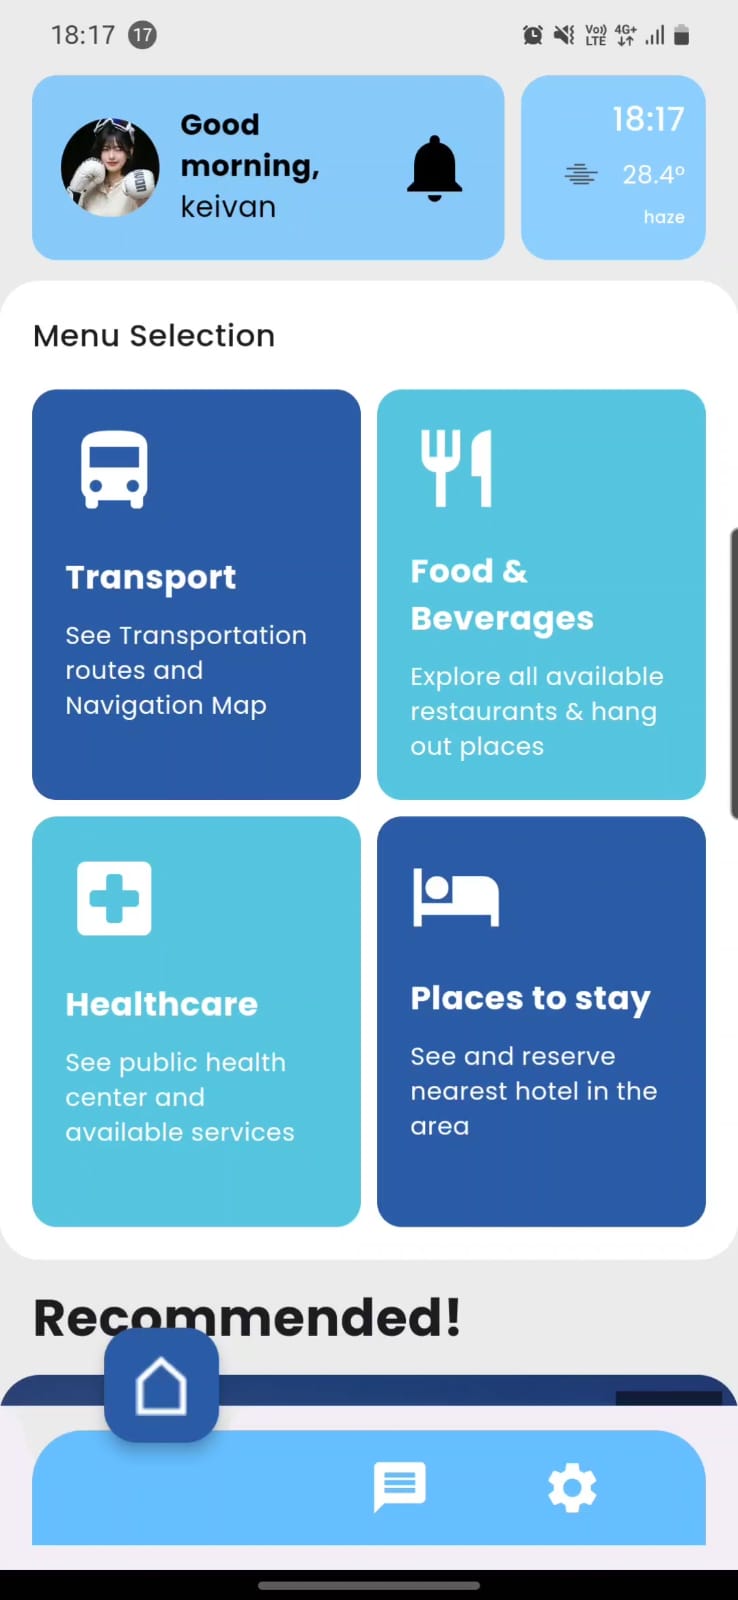 18:17 17 Vo)) LTE 4G+
Good
morning,
keivan
18:17
28.4°
haze
Menu Selection
Transport
See Transportation
routes and
Navigation Map
Food &
Beverages
Explore all available
restaurants & hang
out places
Healthcare
See public health
center and
available services
Places to stay
See and reserve
nearest hotel in the
area
Recommended!